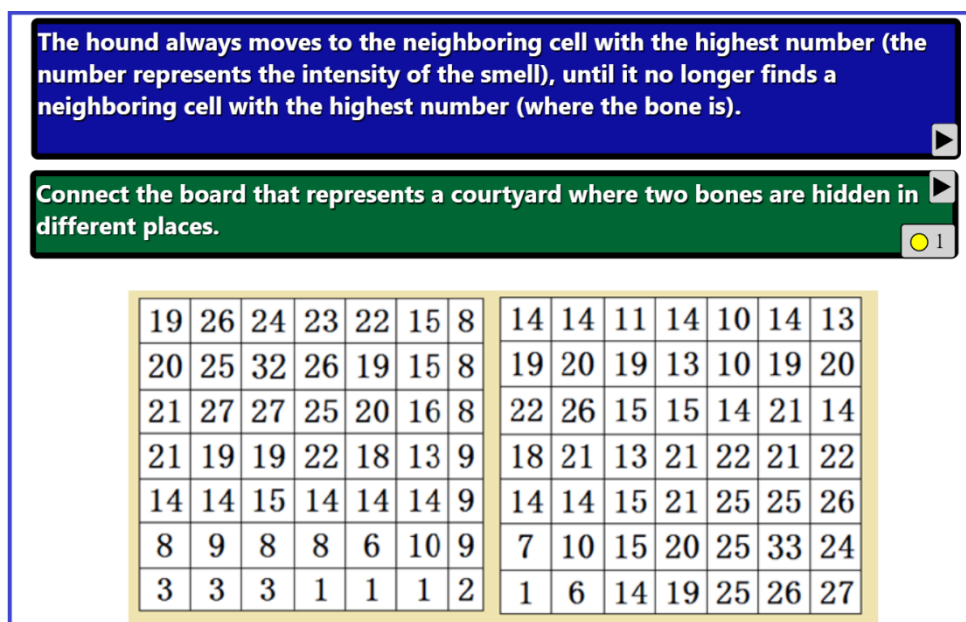 The hound always moves to the neighboring cell with the highest number (the
number represents the intensity of the smell), until it no longer finds a
neighboring cell with the highest number (where the bone is).
Connect the board that represents a courtyard where two bones are hidden in
different places.
1
19 26 24 23 22 15 8
20 25 32 26 19 15 8
21 27 27 25 20 16 8
21 19 19 22 18 13 9
14 14 15 14 14 14 9
8 9 8 8 6 10 9
3 3 3 1 1 1 2
14 14 11 14 10 14 13
19 20 19 13 10 19 20
22 26 15 15 14 21 14
18 21 13 21 22 21 22
14 14 15 21 25 25 26
7 10 15 20 25 33 24
1 6 14 19 25 26 27